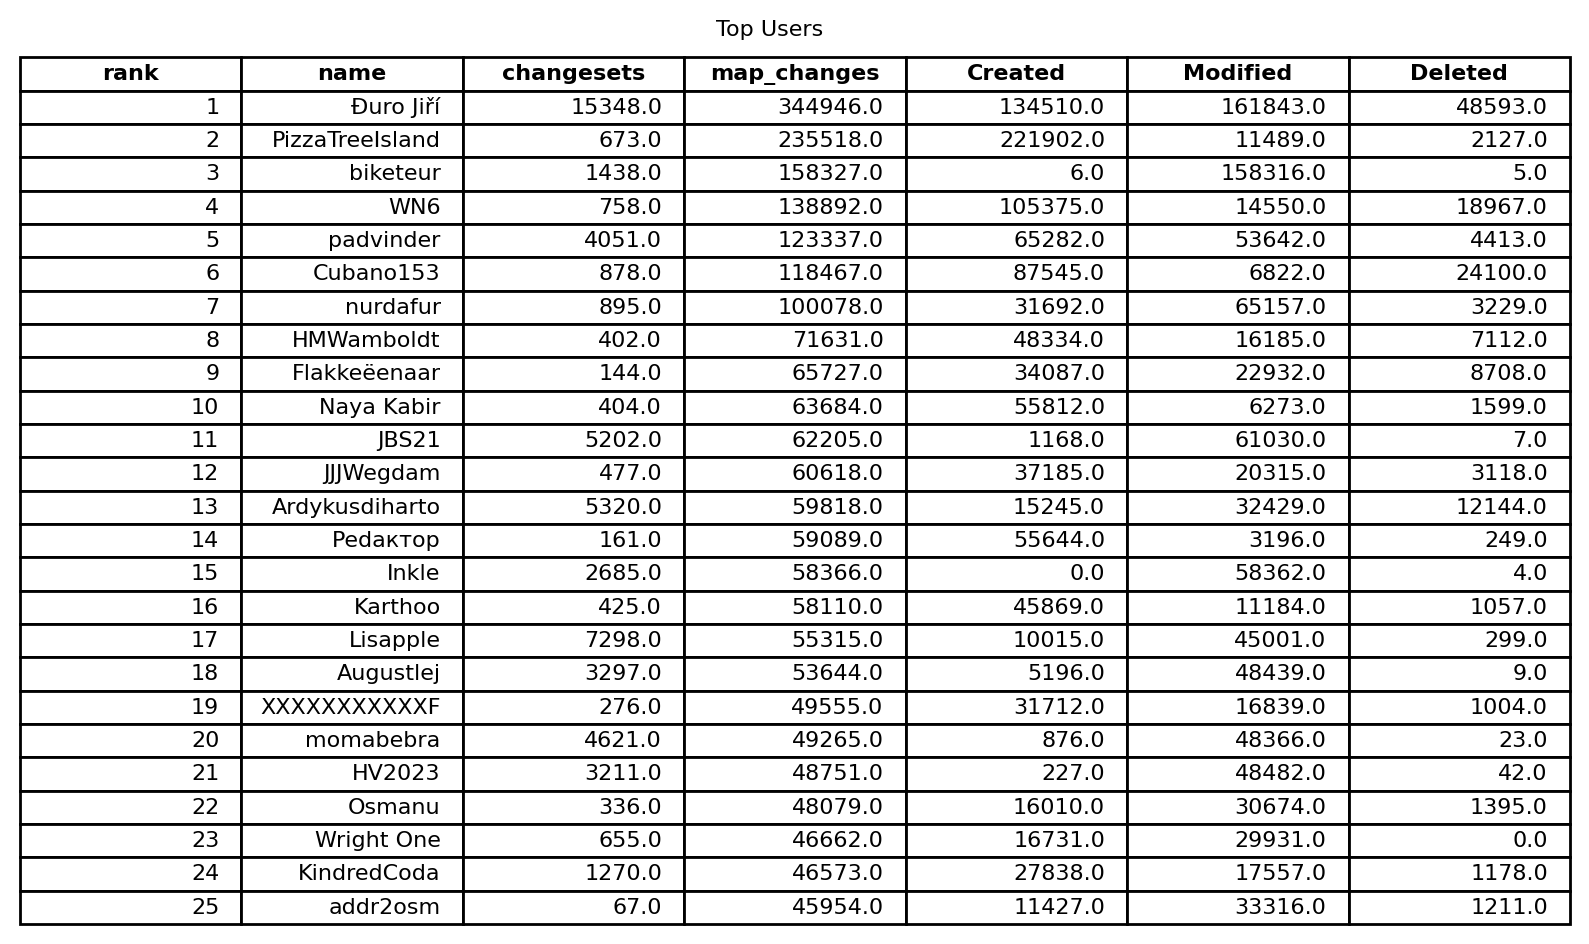 Top Users
rank name changesets map_changes Created Modified Deleted
1 Đuro Jiří 15348.0 344946.0 134510.0 161843.0 48593.0
2 PizzaTreeIsland 673.0 235518.0 221902.0 11489.0 2127.0
3 biketeur 1438.0 158327.0 6.0 158316.0 5.0
4 WN6 758.0 138892.0 105375.0 14550.0 18967.0
5 padvinder 4051.0 123337.0 65282.0 53642.0 4413.0
6 Cubano153 878.0 118467.0 87545.0 6822.0 24100.0
7 nurdafur 895.0 100078.0 31692.0 65157.0 3229.0
8 HMWamboldt 402.0 71631.0 48334.0 16185.0 7112.0
9 Flakkeëenaar 144.0 65727.0 34087.0 22932.0 8708.0
10 Naya Kabir 404.0 63684.0 55812.0 6273.0 1599.0
11 JBS21 5202.0 62205.0 1168.0 61030.0 7.0
12 JJJWegdam 477.0 60618.0 37185.0 20315.0 3118.0
13 Ardykusdiharto 5320.0 59818.0 15245.0 32429.0 12144.0
14 Pedaктор 161.0 59089.0 55644.0 3196.0 249.0
15 Inkle 2685.0 58366.0 0.0 58362.0 4.0
16 Karthoo 425.0 58110.0 45869.0 11184.0 1057.0
17 Lisapple 7298.0 55315.0 10015.0 45001.0 299.0
18 Augustlej 3297.0 53644.0 5196.0 48439.0 9.0
19 XXXXXXXXXXXF 276.0 49555.0 31712.0 16839.0 1004.0
20 momabebra 4621.0 49265.0 876.0 48366.0 23.0
21 HV2023 3211.0 48751.0 227.0 48482.0 42.0
22 Osmanu 336.0 48079.0 16010.0 30674.0 1395.0
23 Wright One 655.0 46662.0 16731.0 29931.0 0.0
24 KindredCoda 1270.0 46573.0 27838.0 17557.0 1178.0
25 addr2osm 67.0 45954.0 11427.0 33316.0 1211.0